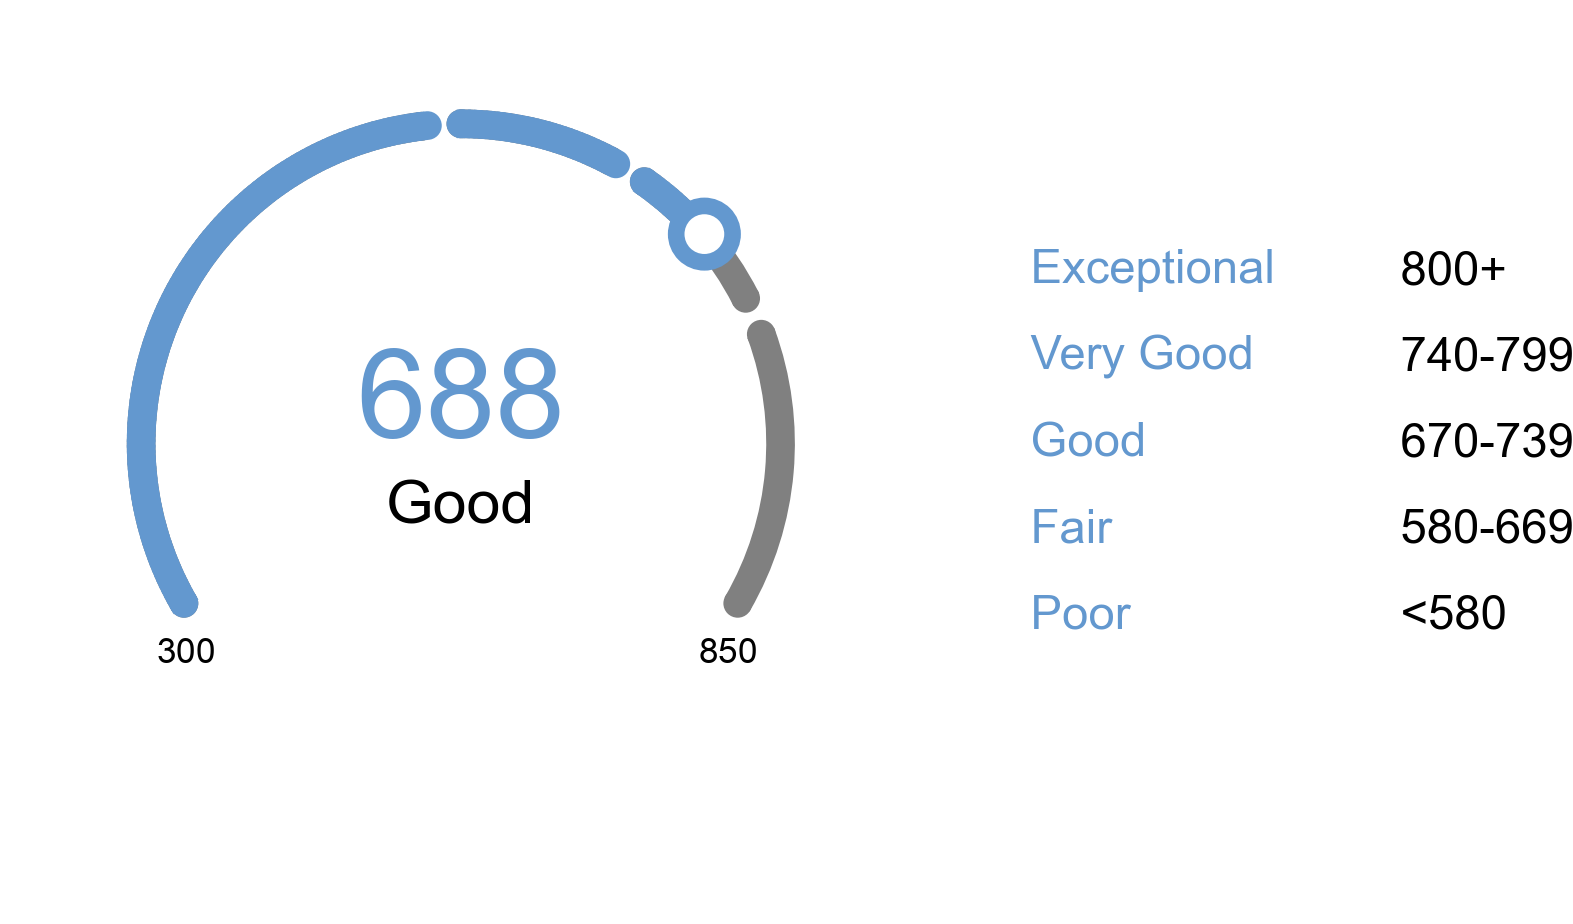 688
Good
300
850
Exceptional 800+
Very Good 740-799
Good 670-739
Fair 580-669
Poor <580